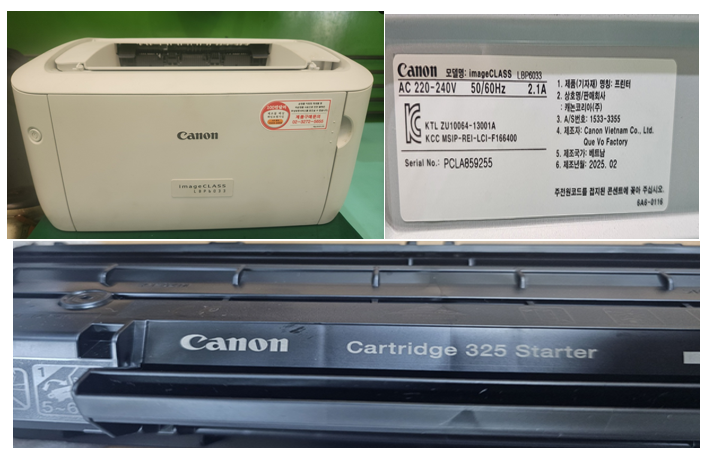 Canon
imageCLASS
LBP6033
Canon 모델명: imageCLASS LBP6033
AC 220-240V 50/60Hz 2.1A
KTL ZU10064-13001A
KCC MSIP-REI-LCI-F166400
Serial No.: PCLA859255
1. 제품(기자재) 명칭: 프린터
2. 상호명/판매회사
: 캐논코리아(주)
3. A/S번호: 1533-3355
4. 제조자: Canon Vietnam Co., Ltd.
Que Vo Factory
5. 제조국가: 베트남
6. 제조년월: 2025. 02
주전원코드를 접지된 콘센트에 꽂아 주십시오.
6A6-0116
Canon Cartridge 325 Starter
1
5~6